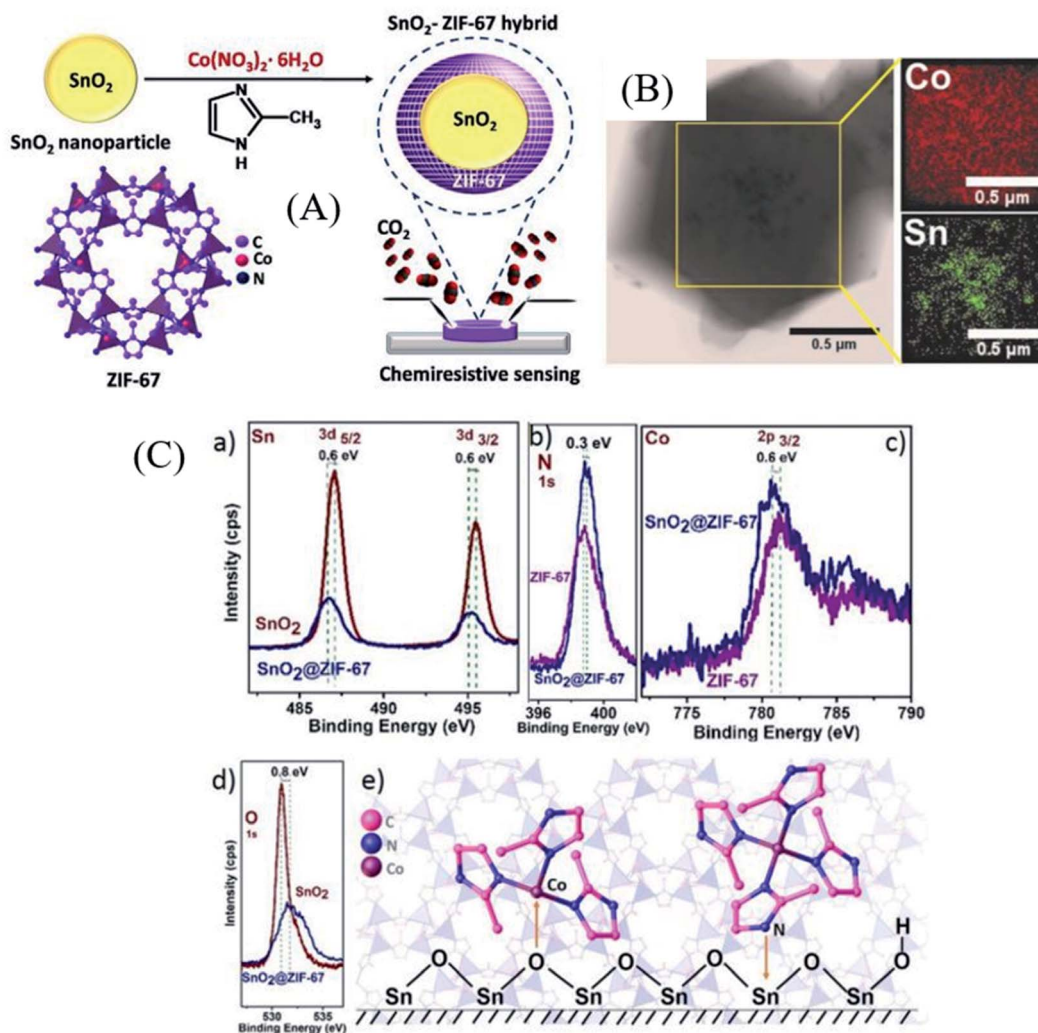 SnO2
SnO2 nanoparticle
Co(NO3)2· 6H2O
N
N
H
CH3
SnO2- ZIF-67 hybrid
SnO2
ZIF-67
(A)
C
Co
N
ZIF-67
CO2
Chemiresistive sensing
(B)
0.5 µm
Co
0.5 µm
Sn
0.5 µm
(C)
a)
Sn
3d 5/2
0.6 eV
3d 3/2
0.6 eV
SnO2
SnO2@ZIF-67
Intensity (cps)
485 490 495
Binding Energy (eV)
b)
N
1s
0.3 eV
ZIF-67
SnO2@ZIF-67
396 400
Binding Energy (eV)
Co
2p 3/2
0.6 eV
c)
SnO2@ZIF-67
ZIF-67
775 780 785 790
Binding Energy (eV)
d)
0.8 eV
O
1s
SnO2
SnO2@ZIF-67
Intensity (cps)
530 535
Binding Energy (eV)
e)
C
N
Co
Co
N
H
O O O O O O
Sn Sn Sn Sn Sn Sn